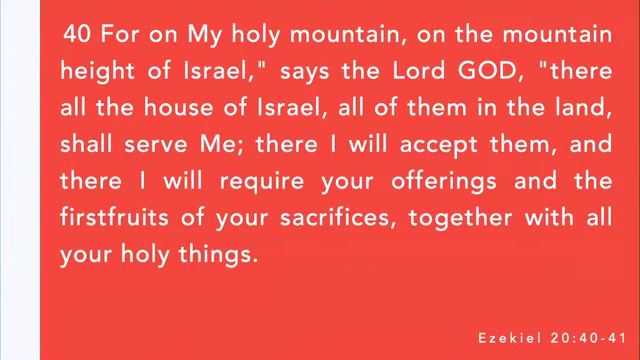 40 For on My holy mountain, on the mountain
height of Israel," says the Lord GOD, "there
all the house of Israel, all of them in the land,
shall serve Me; there I will accept them, and
there I will require your offerings and the
firstfruits of your sacrifices, together with all
your holy things.
Ezekiel 20:40-41